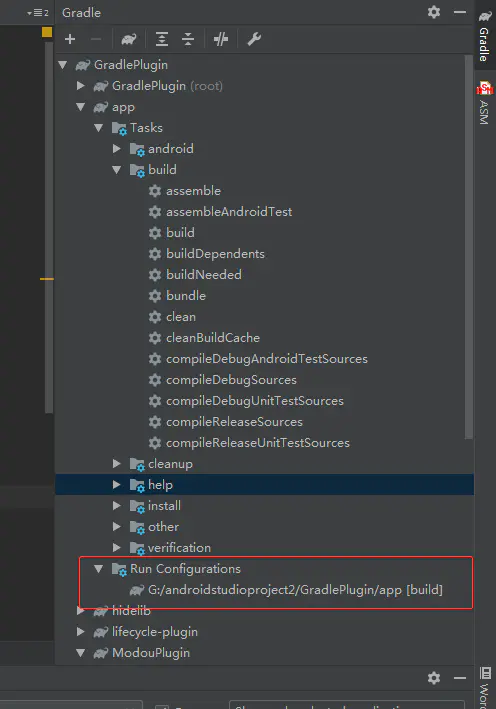 2
Gradle
GradlePlugin
GradlePlugin (root)
app
Tasks
android
build
assemble
assembleAndroidTest
build
buildDependents
buildNeeded
bundle
clean
cleanBuildCache
compileDebugAndroidTestSources
compileDebugSources
compileDebugUnitTestSources
compileReleaseSources
compileReleaseUnitTestSources
cleanup
help
install
other
verification
Run Configurations
G:/androidstudioproject2/GradlePlugin/app [build]
hidelib
lifecycle-plugin
ModouPlugin
Gradle
ASM